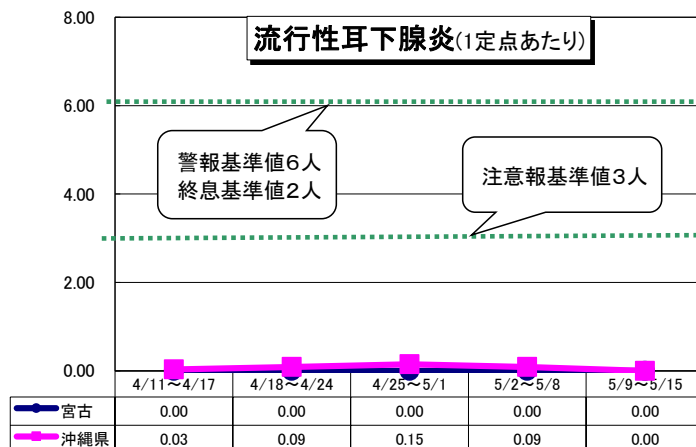 流行性耳下腺炎(1定点あたり)
8.00
6.00
4.00
2.00
0.00
警報基準値6人
終息基準値2人
注意報基準値3人
4/11～4/17 4/18～4/24 4/25～5/1 5/2～5/8 5/9～5/15
宮古 0.00 0.00 0.00 0.00 0.00
沖縄県 0.03 0.09 0.15 0.09 0.00